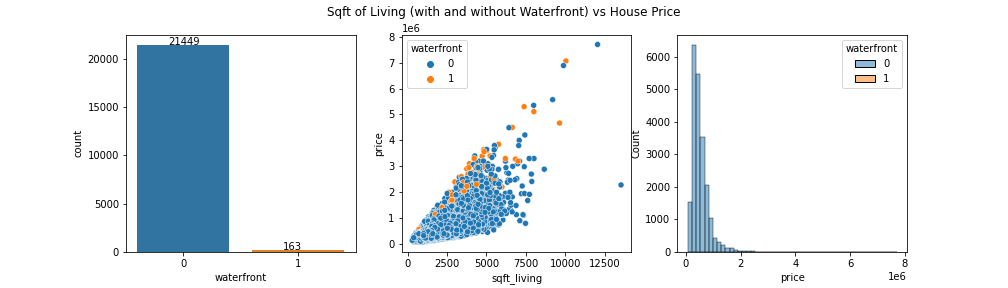 Sqft of Living (with and without Waterfront) vs House Price
20000
15000
10000
5000
0
count
21449
163
0 1
waterfront
1e6
8
7
6
5
4
3
2
1
0
price
waterfront
0
1
0 2500 5000 7500 10000 12500
sqft_living
6000
5000
4000
3000
2000
1000
0
Count
waterfront
0
1
0 2 4 6 8
1e6
price